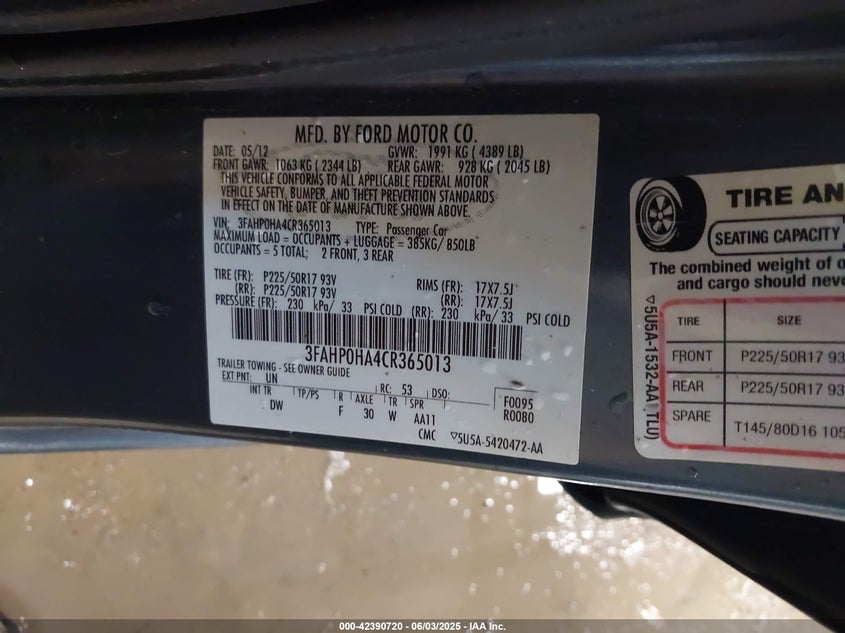 MFD. BY FORD MOTOR CO.
DATE: 05/12 GVWR: 1991 KG ( 4389 LB)
FRONT GAWR: 1063 KG ( 2344 LB) REAR GAWR: 928 KG ( 2045 LB)
THIS VEHICLE CONFORMS TO ALL APPLICABLE FEDERAL MOTOR
VEHICLE SAFETY, BUMPER, AND THEFT PREVENTION STANDARDS
IN EFFECT ON THE DATE OF MANUFACTURE SHOWN ABOVE.
VIN: 3FAHP0HA4CR365013 TYPE: Passenger Car
MAXIMUM LOAD = OCCUPANTS + LUGGAGE = 385KG/ 850LB
OCCUPANTS = 5 TOTAL; 2 FRONT, 3 REAR
TIRE (FR): P225/50R17 93V RIMS (FR): 17X7.5J
(RR): P225/50R17 93V (RR): 17X7.5J
PRESSURE (FR): 230 kPa/ 33 PSI COLD (RR): 230 kPa/ 33 PSI COLD
3FAHP0HA4CR365013
TRAILER TOWING - SEE OWNER GUIDE
EXT PNT: UN RC: 53 DSO: F0095
INT TR TP/PS R AXLE TR SPR R0080
DW F 30 W AA11
CMC ▽5U5A-5420472-AA
TIRE AN
SEATING CAPACITY
The combined weight of o
and cargo should neve
▽5U5A-1532-AA TLU)
TIRE SIZE
FRONT P225/50R17 93
REAR P225/50R17 93
SPARE T145/80D16 105
000-42390720 - 06/03/2025 - IAA Inc.